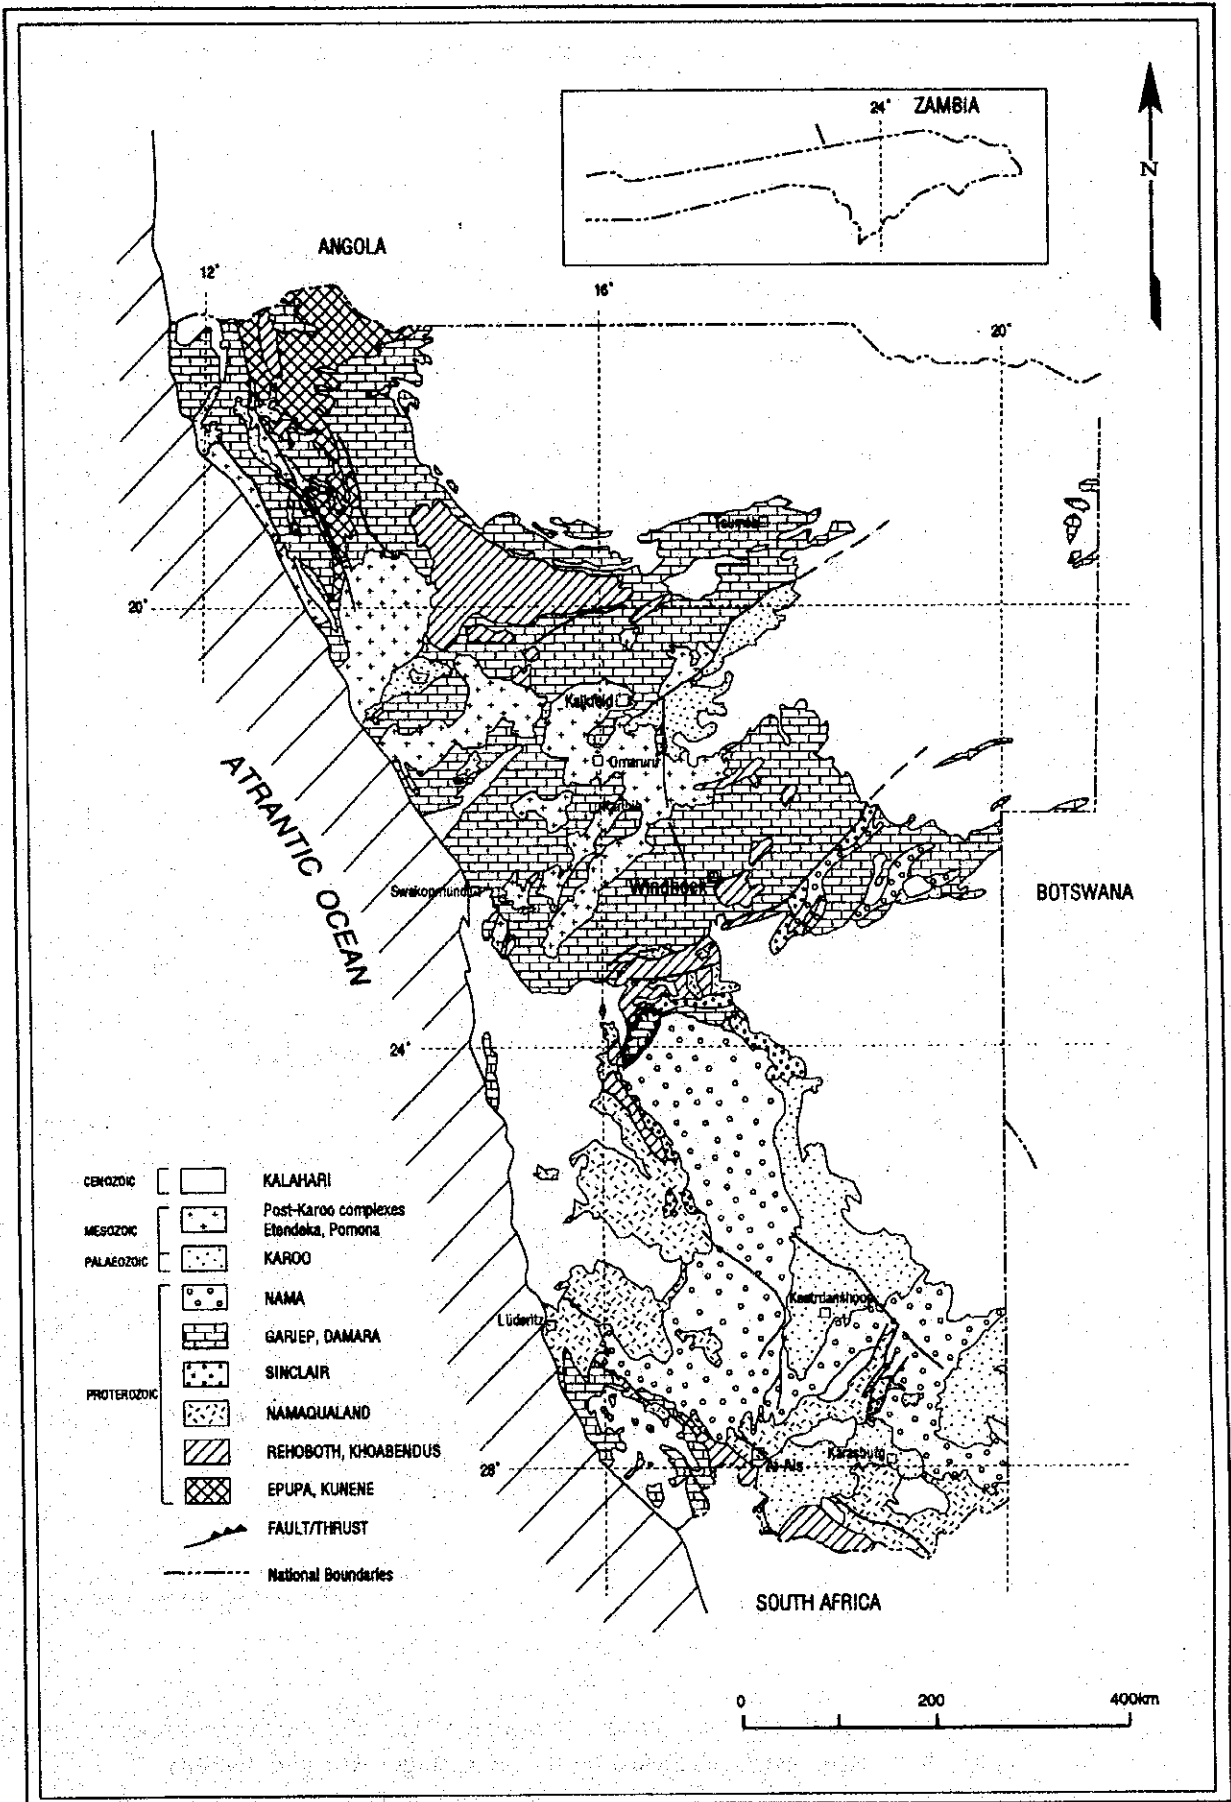 24° ZAMBIA
N
ANGOLA
12°
16°
20°
Tsumeb
20°
Kalkfeld
Omaruru
Karibib
ATRANTIC OCEAN
Swakopmund
Windhoek
BOTSWANA
24°
CENOZOIC KALAHARI
MESOZOIC Post-Karoo complexes
Etendeka, Pomona
PALAEOZOIC KAROO
NAMA
GARIEP, DAMARA
SINCLAIR
PROTEROZOIC NAMAQUALAND
REHOBOTH, KHOABENDUS
EPUPA, KUNENE
FAULT/THRUST
National Boundaries
Lüderitz
Karasburg
Ai-Ais
28°
SOUTH AFRICA
0 200 400km